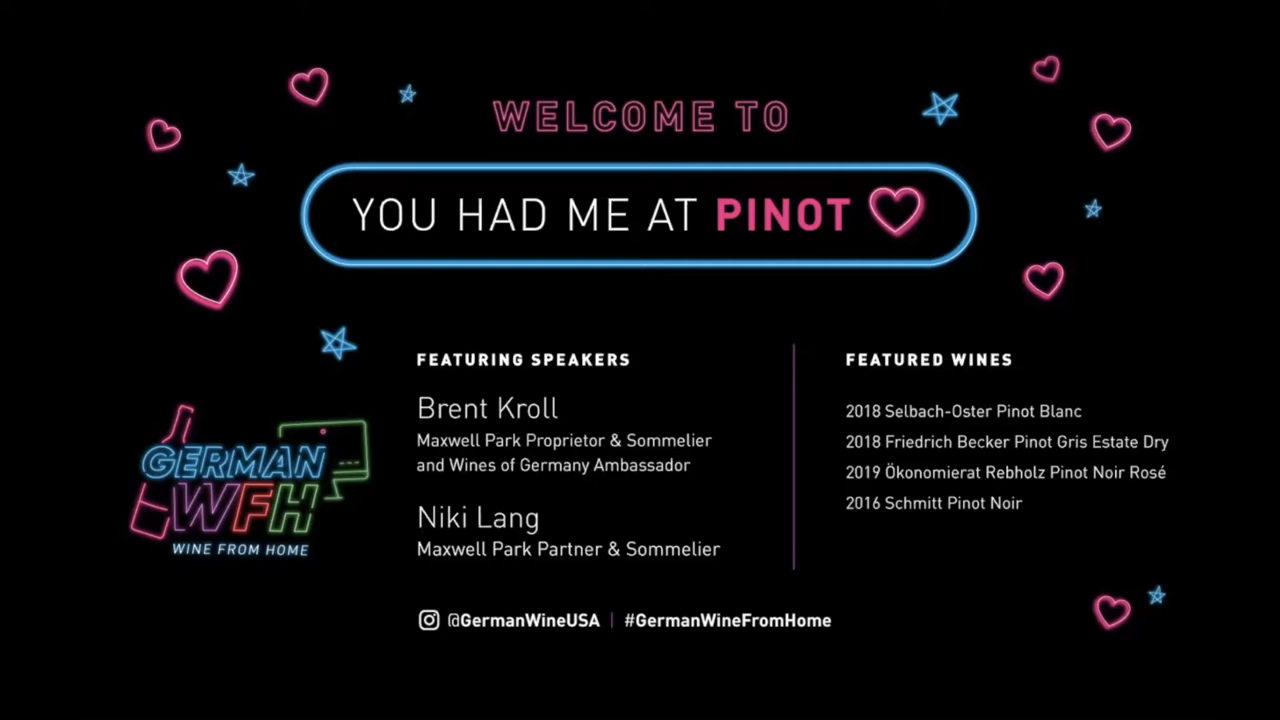 WELCOME TO
YOU HAD ME AT PINOT
FEATURING SPEAKERS
Brent Kroll
Maxwell Park Proprietor & Sommelier
and Wines of Germany Ambassador
Niki Lang
Maxwell Park Partner & Sommelier
FEATURED WINES
2018 Selbach-Oster Pinot Blanc
2018 Friedrich Becker Pinot Gris Estate Dry
2019 Ökonomierat Rebholz Pinot Noir Rosé
2016 Schmitt Pinot Noir
GERMAN
WFH
WINE FROM HOME
@GermanWineUSA | #GermanWineFromHome